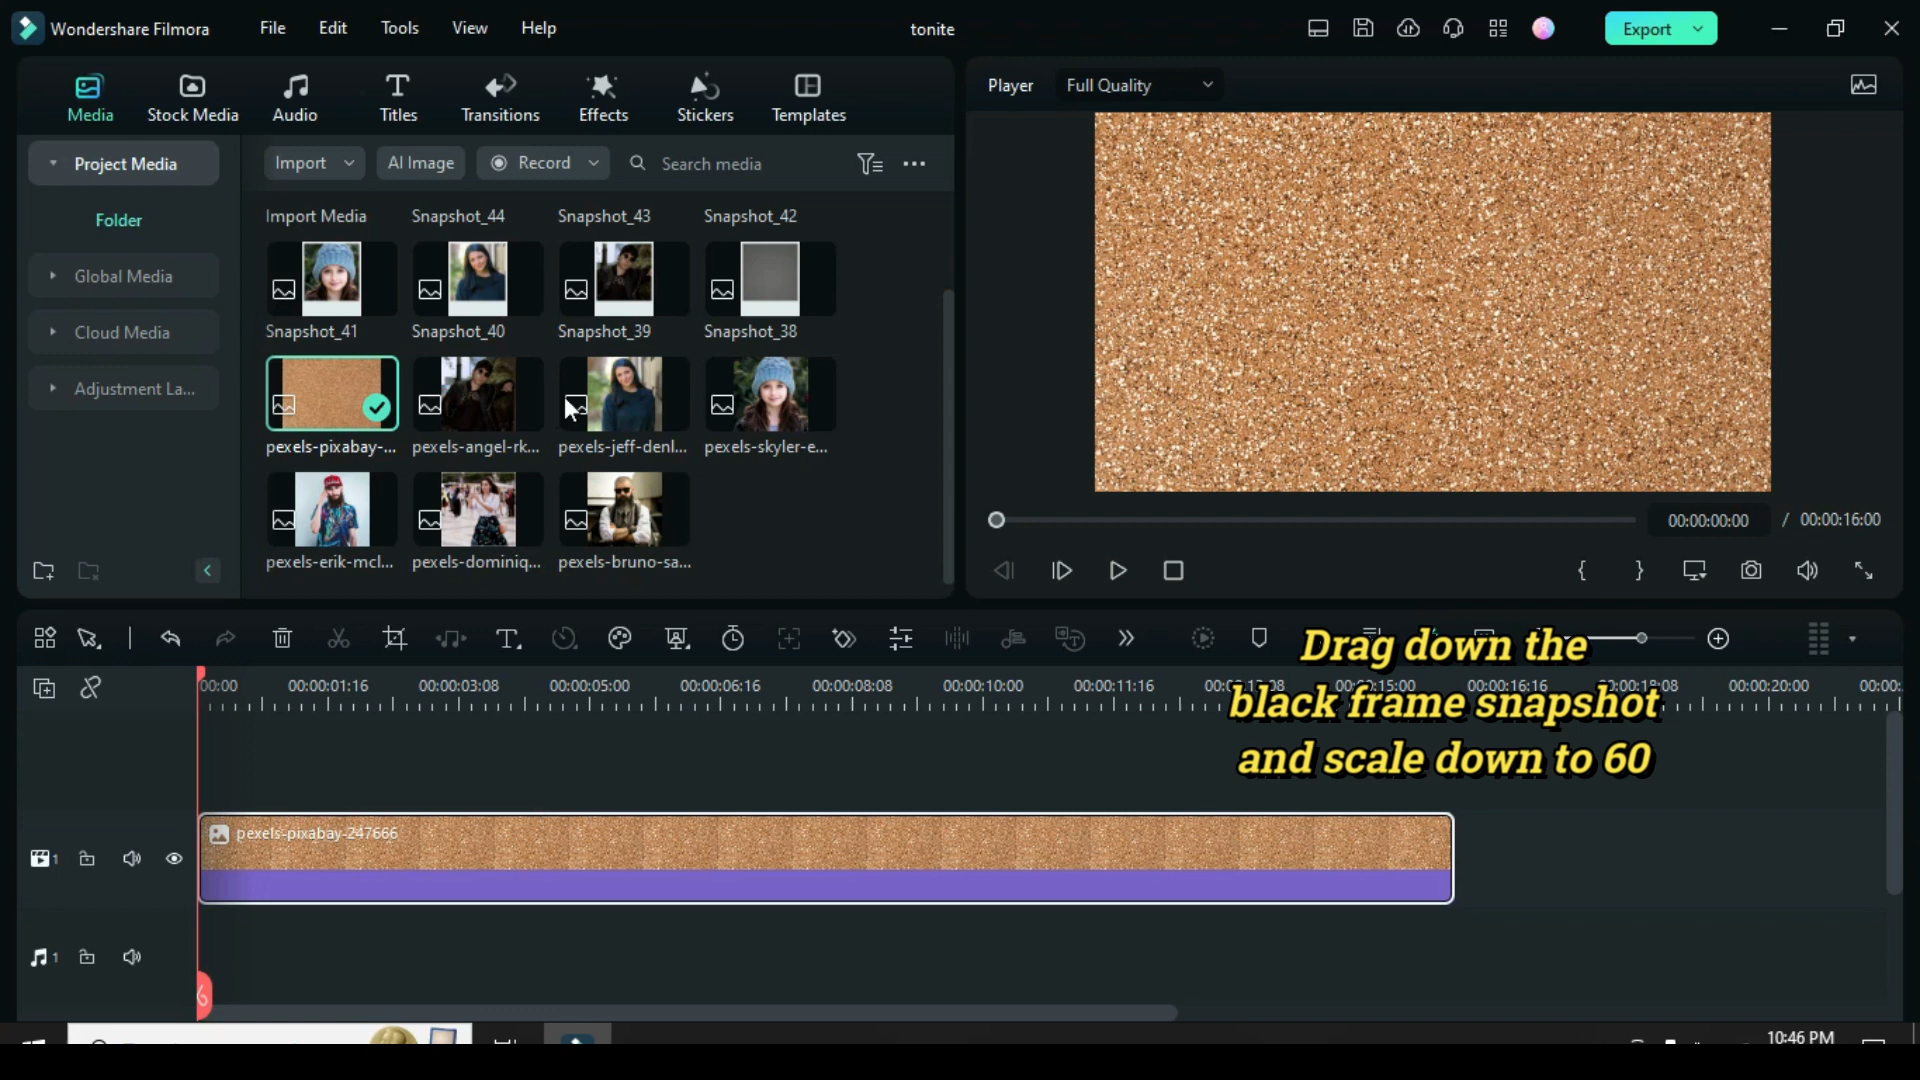 Wondershare Filmora
File
Edit
Tools
View
Help
tonite
Export
Media
Stock Media
Audio
Titles
Transitions
Effects
Stickers
Templates
Player
Full Quality
Project Media
Import
AI Image
Record
Search media
Folder
Global Media
Cloud Media
Adjustment La...
Import Media
Snapshot_44
Snapshot_43
Snapshot_42
Snapshot_41
Snapshot_40
Snapshot_39
Snapshot_38
pexels-pixabay-...
pexels-angel-rk...
pexels-jeff-denl...
pexels-skyler-e...
pexels-erik-mcl...
pexels-dominiq...
pexels-bruno-sa...
00:00:00:00 / 00:00:16:00
Drag down the
black frame snapshot
and scale down to 60
00:00
00:00:01:16
00:00:03:08
00:00:05:00
00:00:06:16
00:00:08:08
00:00:10:00
00:00:11:16
00:00:15:00
00:00:16:16
00:00:18:08
00:00:20:00
00:00:
pexels-pixabay-247666
1
1
10:46 PM